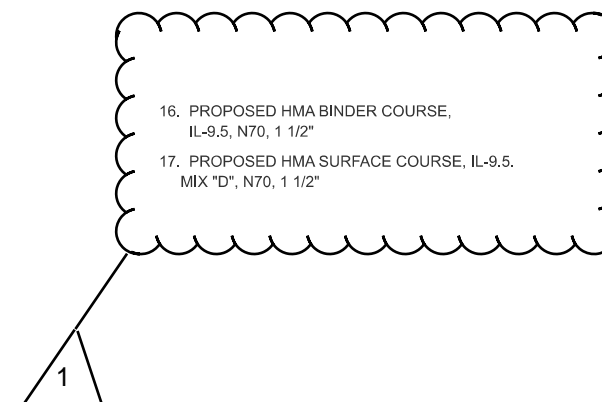 16. PROPOSED HMA BINDER COURSE,
IL-9.5, N70, 1 1/2"
17. PROPOSED HMA SURFACE COURSE, IL-9.5.
MIX "D", N70, 1 1/2"
1